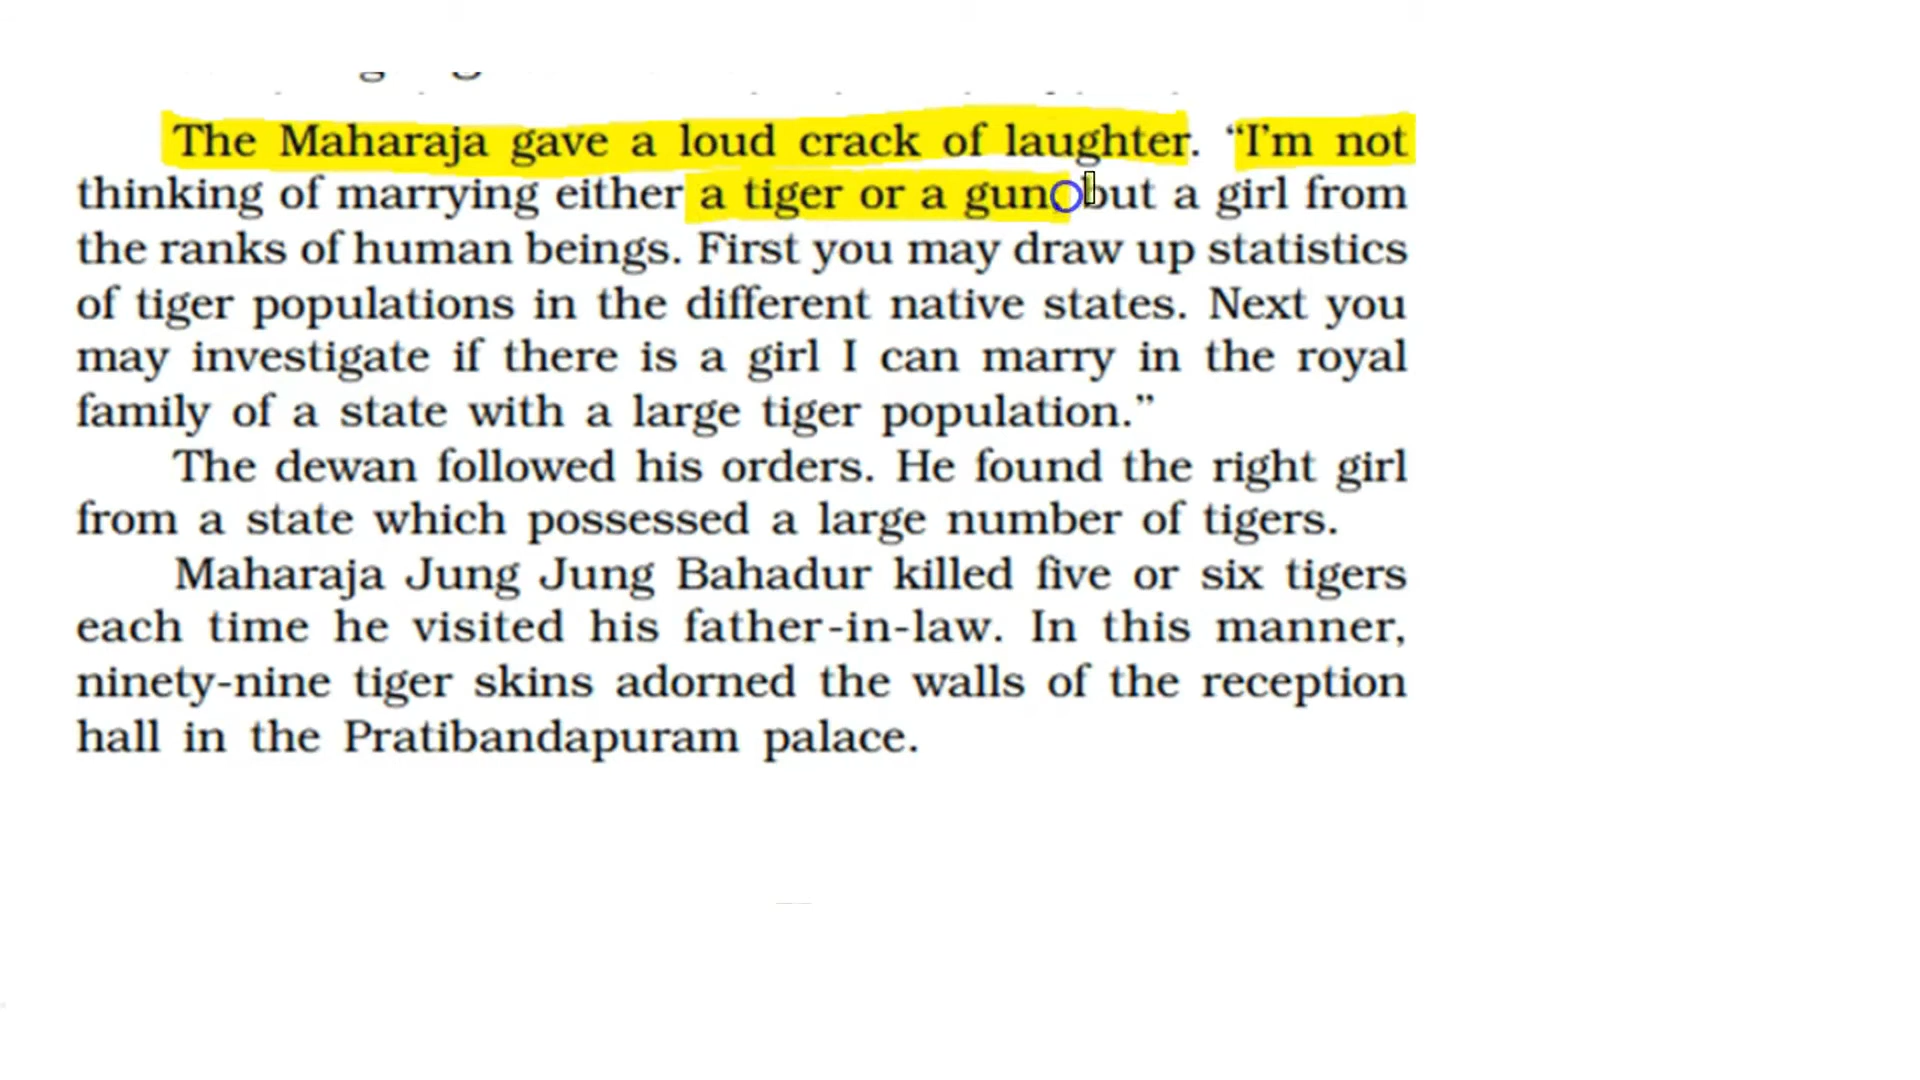 The Maharaja gave a loud crack of laughter. “I’m not
thinking of marrying either a tiger or a gun but a girl from
the ranks of human beings. First you may draw up statistics
of tiger populations in the different native states. Next you
may investigate if there is a girl I can marry in the royal
family of a state with a large tiger population.”
The dewan followed his orders. He found the right girl
from a state which possessed a large number of tigers.
Maharaja Jung Jung Bahadur killed five or six tigers
each time he visited his father-in-law. In this manner,
ninety-nine tiger skins adorned the walls of the reception
hall in the Pratibandapuram palace.